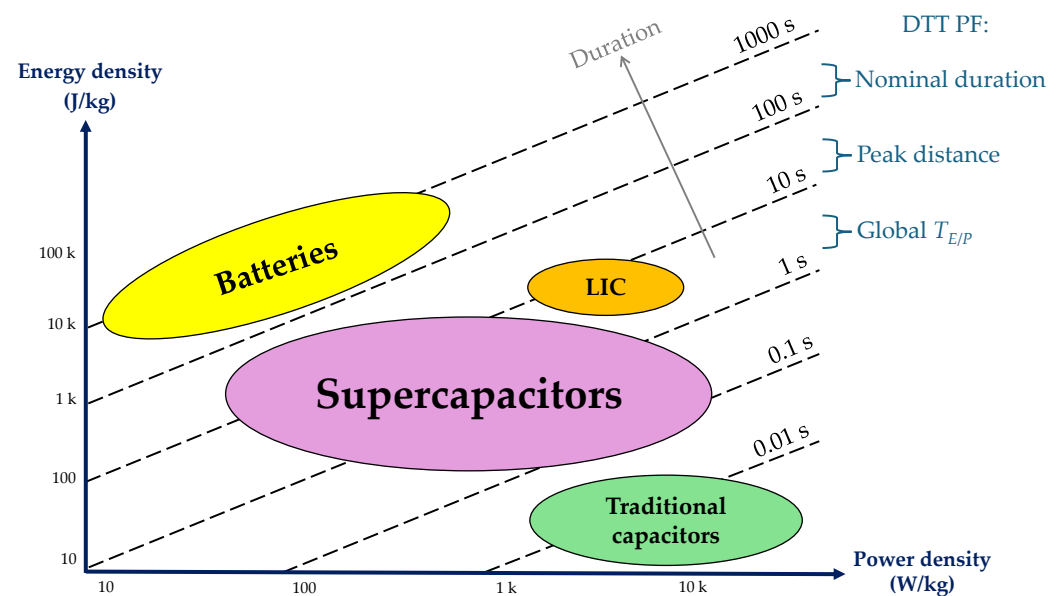 DTT PF:
Duration
1000 s
Energy density
(J/kg)
Nominal duration
100 s
Peak distance
10 s
Global T_{E/P}
100 k
Batteries
1 s
LIC
10 k
0.1 s
Supercapacitors
1 k
0.01 s
100
Traditional
capacitors
10
Power density
(W/kg)
10
100
1 k
10 k